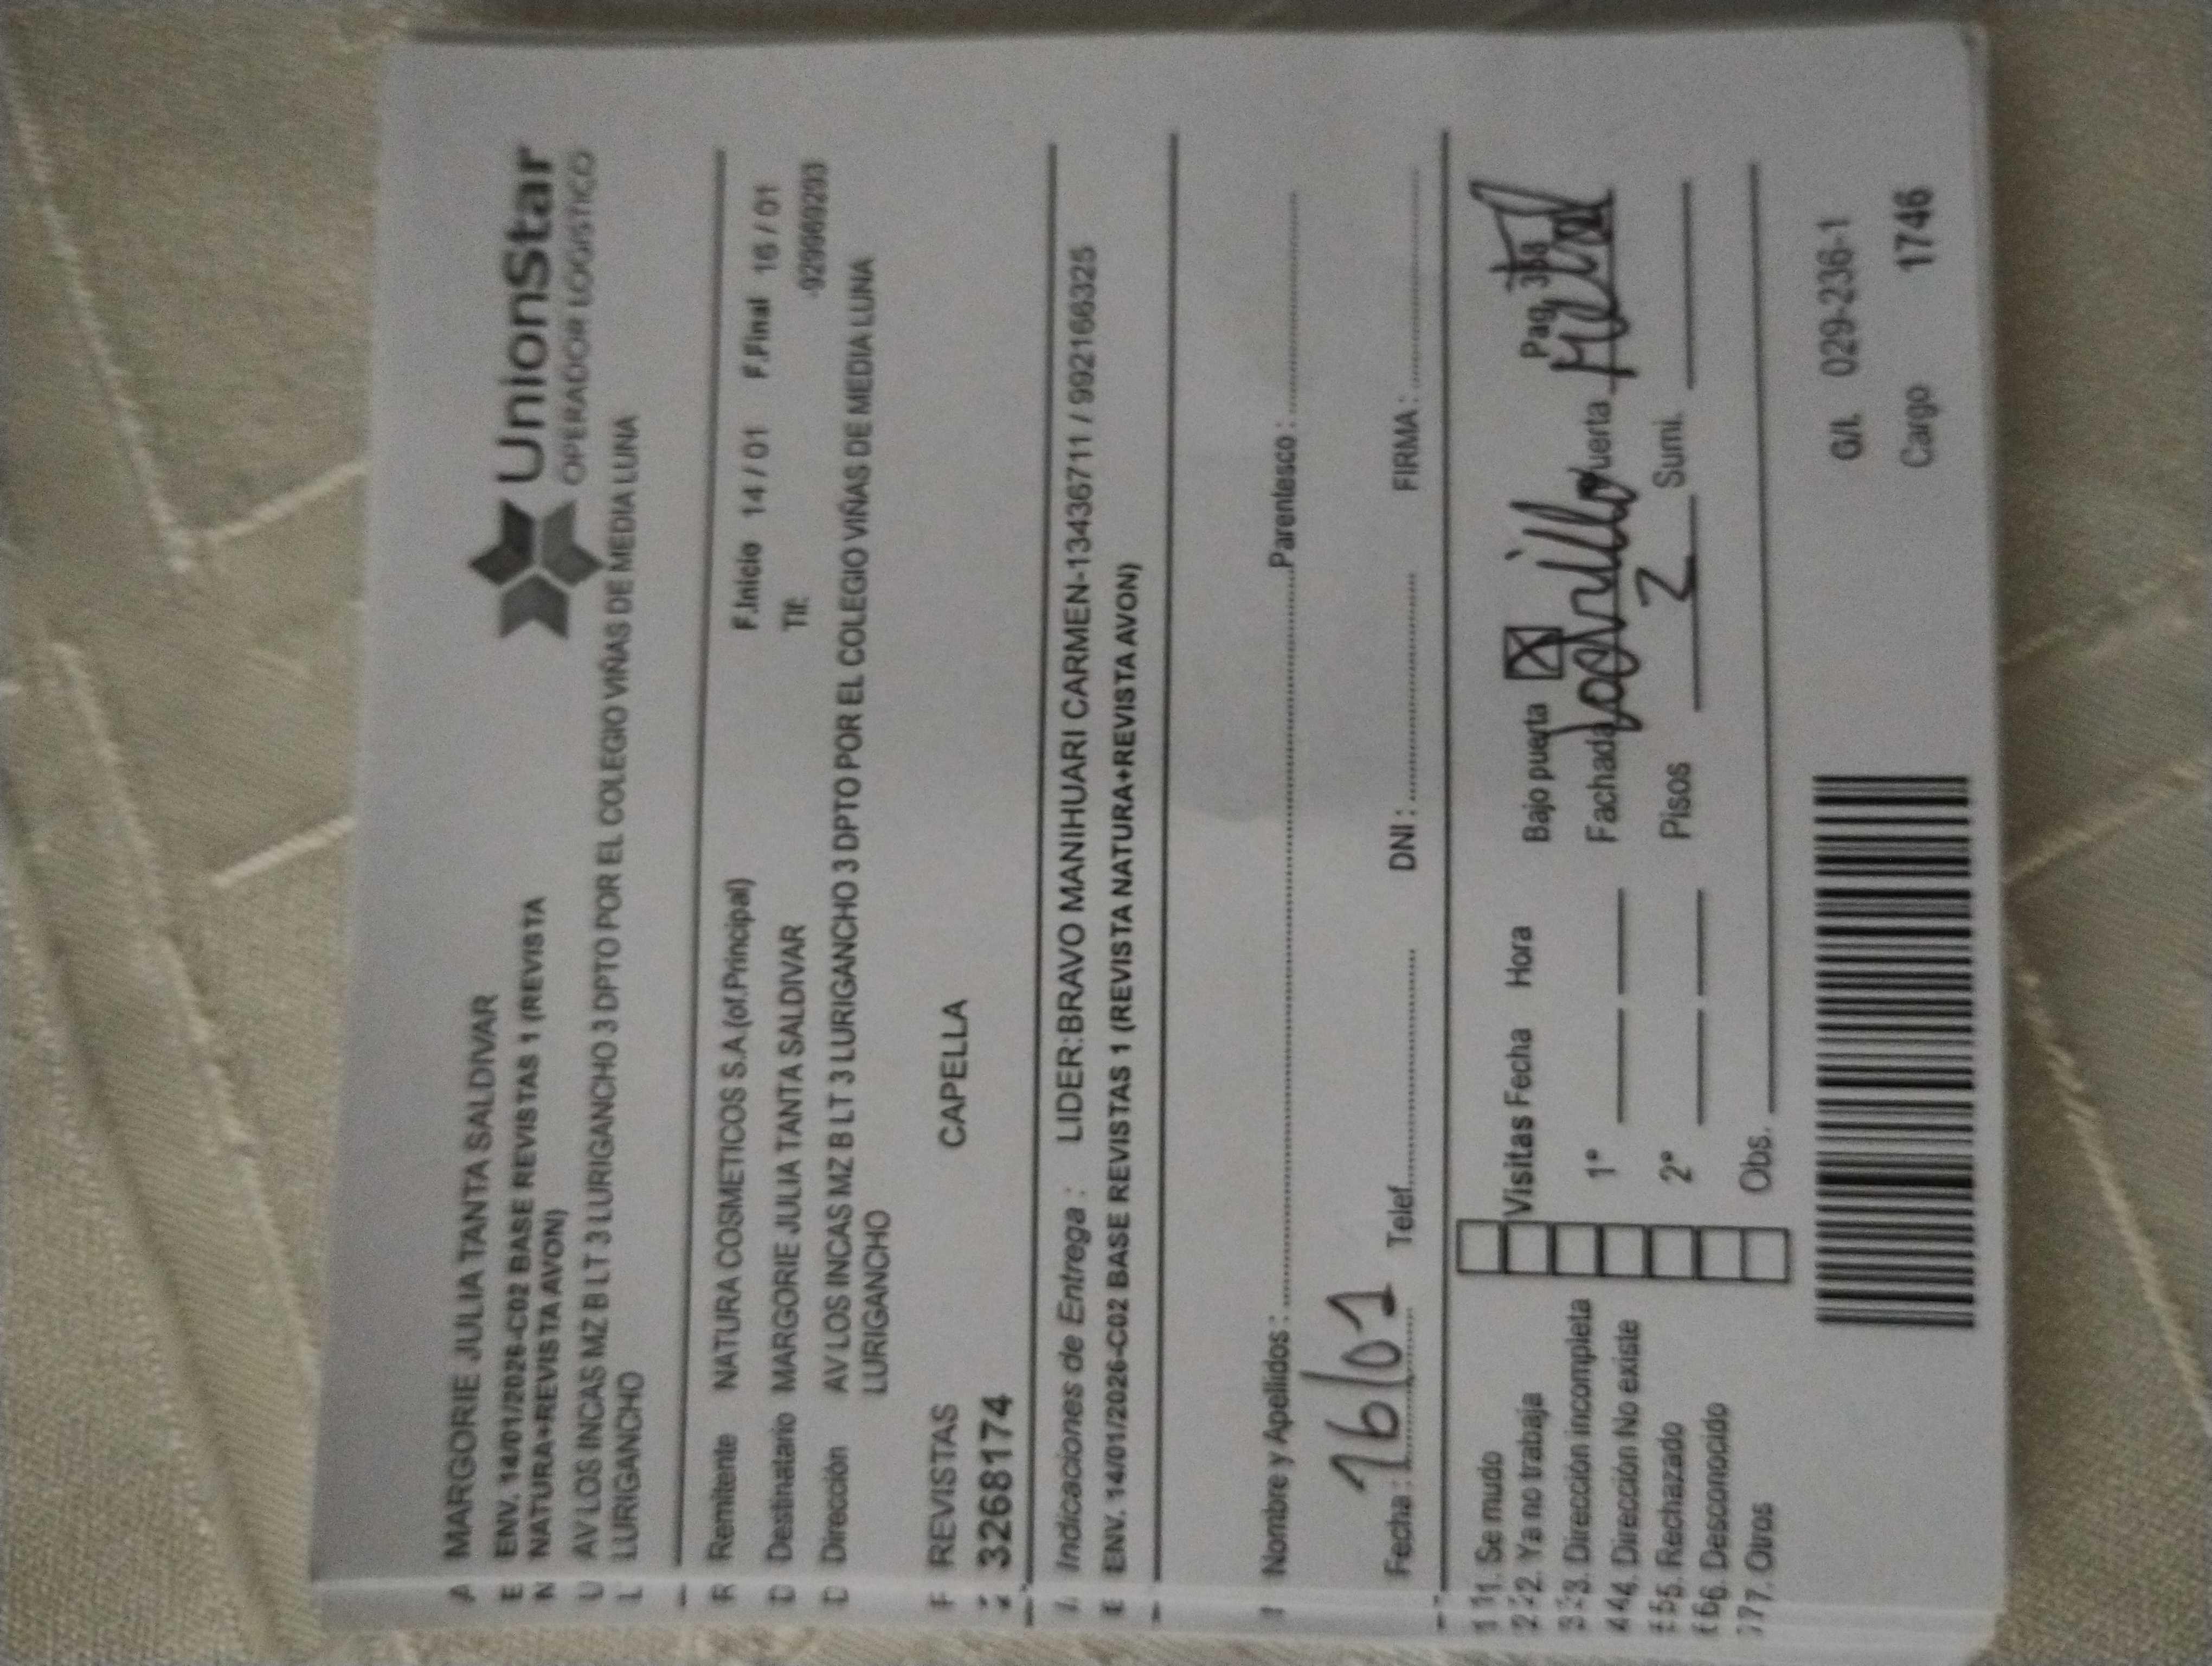 MARGORIE JULIA TANTA SALDIVAR
ENV. 14/01/2026-C02 BASE REVISTAS 1 (REVISTA
NATURA+REVISTA AVON)
UnionStar
OPERADOR LOGISTICO
AV LOS INCAS MZ B LT 3 LURIGANCHO 3 DPTO POR EL COLEGIO VIÑAS DE MEDIA LUNA
LURIGANCHO
Remitente NATURA COSMETICOS S.A.(of.Principal) F.Inicio 14 / 01 F.Final 16 / 01
Destinatario MARGORIE JULIA TANTA SALDIVAR Tlf:
Dirección AV LOS INCAS MZ B LT 3 LURIGANCHO 3 DPTO POR EL COLEGIO VIÑAS DE MEDIA LUNA
LURIGANCHO
REVISTAS CAPELLA
3268174
Indicaciones de Entrega : LIDER:BRAVO MANIHUARI CARMEN-13436711 / 992166325
ENV. 14/01/2026-C02 BASE REVISTAS 1 (REVISTA NATURA+REVISTA AVON)
Nombre y Apellidos : Parentesco :
Fecha : 16/01 Telef. DNI : FIRMA :
1. Se mudo
2. Ya no trabaja
3. Dirección incompleta
4. Dirección No existe
5. Rechazado
6. Desconocido
7. Otros
Visitas Fecha Hora
1°
2°
Obs.
Bajo puerta X Pag.
Fachada Ladrillo Puerta Metal
Pisos 2 Sumi.
G/l. 029-236-1
Cargo 1746